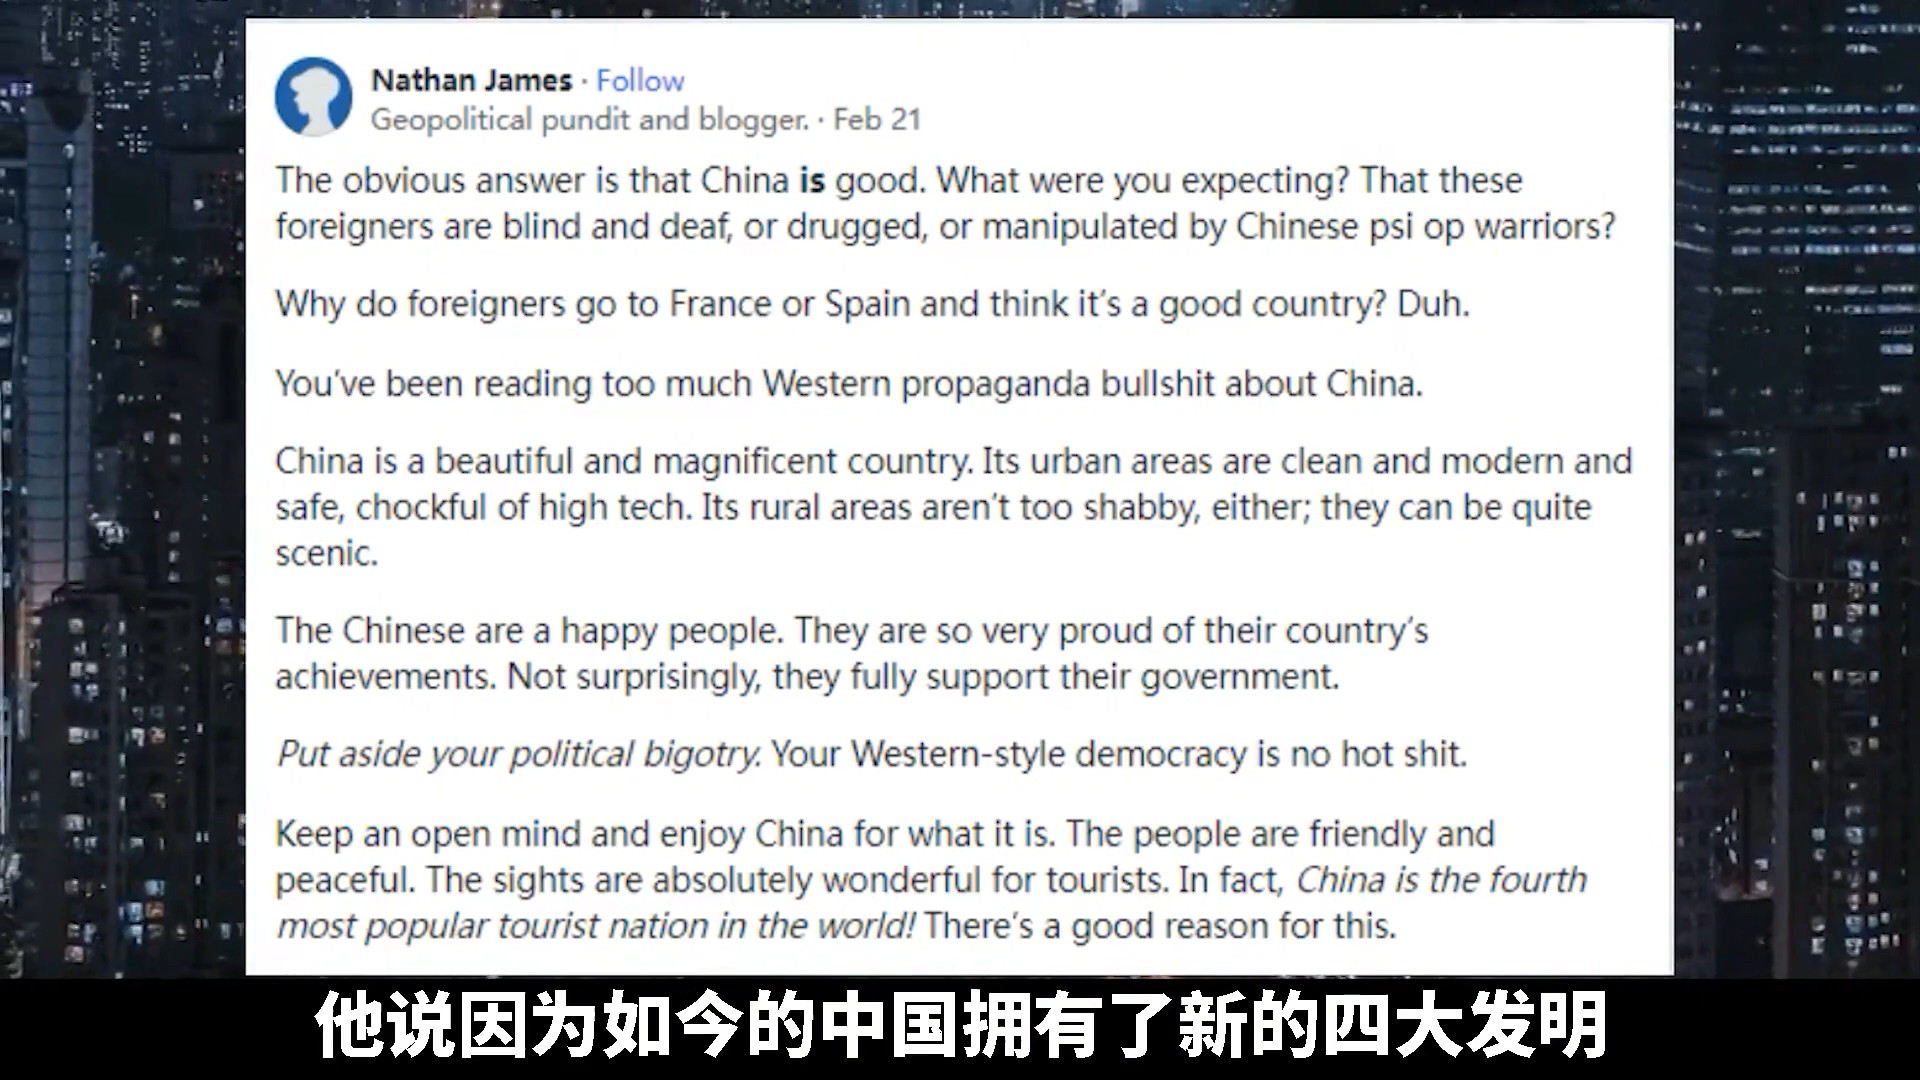 Nathan James · Follow
Geopolitical pundit and blogger. · Feb 21
The obvious answer is that China is good. What were you expecting? That these
foreigners are blind and deaf, or drugged, or manipulated by Chinese psi op warriors?
Why do foreigners go to France or Spain and think it’s a good country? Duh.
You’ve been reading too much Western propaganda bullshit about China.
China is a beautiful and magnificent country. Its urban areas are clean and modern and
safe, chockful of high tech. Its rural areas aren’t too shabby, either; they can be quite
scenic.
The Chinese are a happy people. They are so very proud of their country’s
achievements. Not surprisingly, they fully support their government.
Put aside your political bigotry. Your Western-style democracy is no hot shit.
Keep an open mind and enjoy China for what it is. The people are friendly and
peaceful. The sights are absolutely wonderful for tourists. In fact, China is the fourth
most popular tourist nation in the world! There’s a good reason for this.
他说因为如今的中国拥有了新的四大发明